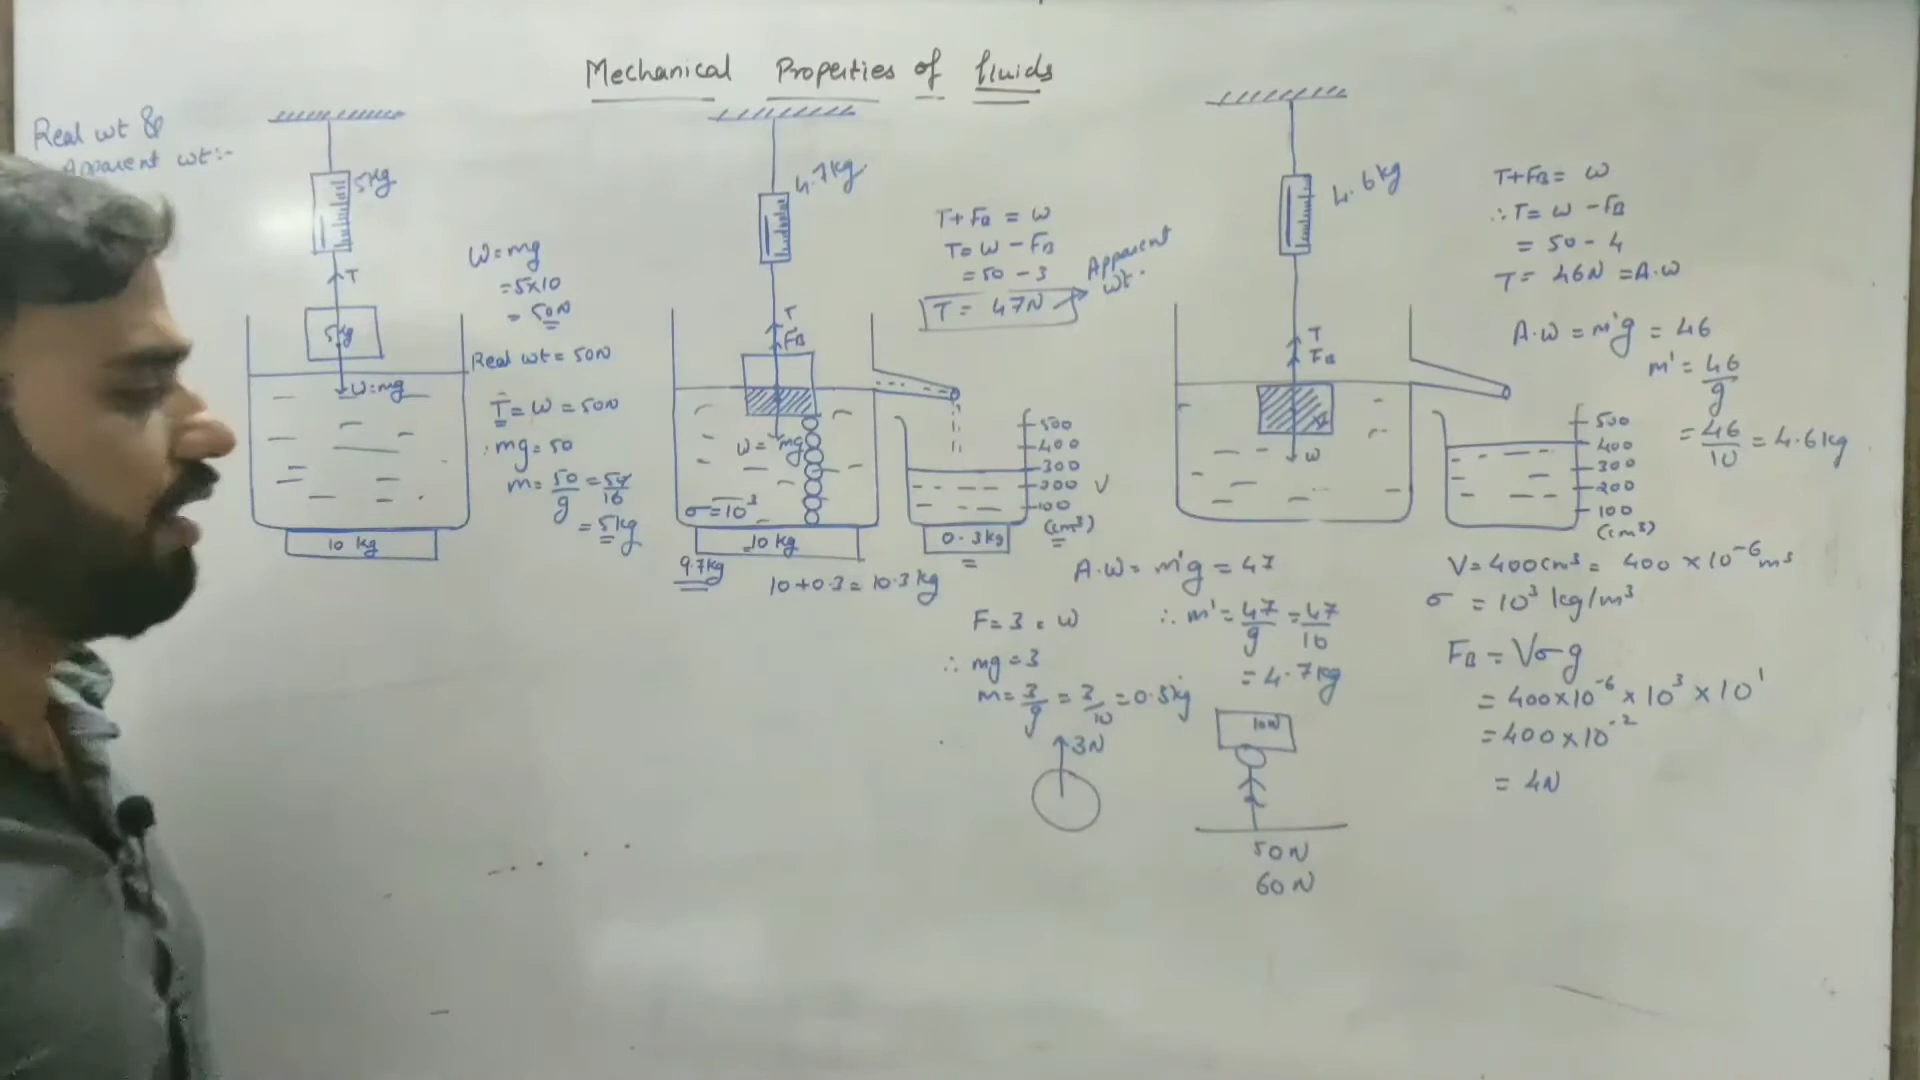 Mechanical Properties of fluids
Real wt &
Apparent wt:-
5kg
T
5kg
W=mg
10 kg
W=mg
=5x10
= 50N
Real wt = 50N
T = W = 50N
∴ mg = 50
m = 50/g = 50/10
= 5kg
4.7kg
T
FB
W = mg
σ=10³
10 kg
9.7kg
10+0.3 = 10.3kg
T+FB = W
T= W - FB
= 50 - 3
T = 47N
Apparent
wt.
500
400
300
200 V
100
(cm³)
0.3kg
A.W = m'g = 47
∴ m' = 47/g = 47/10
= 4.7kg
F = 3 = W
∴ mg = 3
m = 3/g = 3/10 = 0.3kg
3N
10N
50N
60N
4.6kg
T
FB
W
T+FB = W
∴ T= W - FB
= 50 - 4
T = 46N = A.W
A.W = m'g = 46
m' = 46/g
= 46/10 = 4.6kg
500
400
300
200
100
(cm³)
V= 400cm³ = 400 x 10⁻⁶ m³
σ = 10³ kg/m³
FB = Vσg
= 400x10⁻⁶ x 10³ x 10¹
= 400 x 10⁻²
= 4N